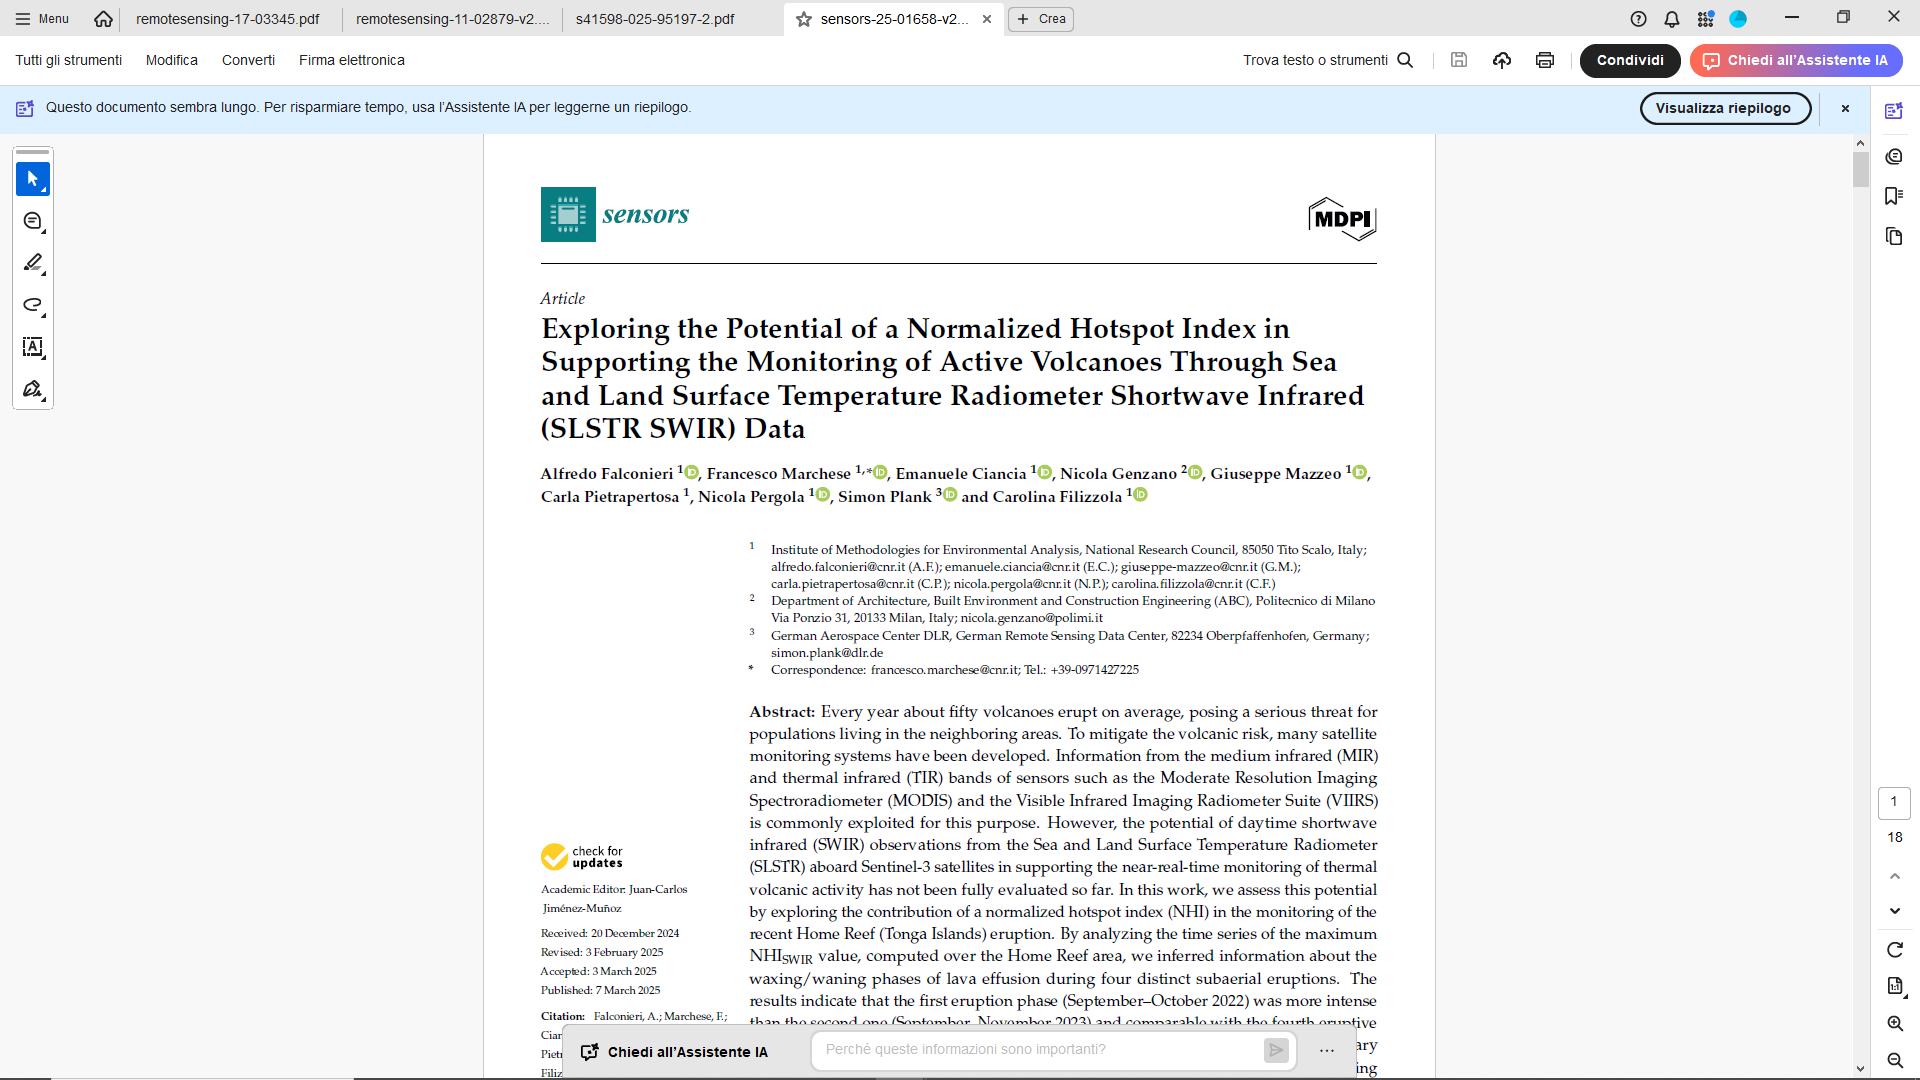 Menu
remotesensing-17-03345.pdf
remotesensing-11-02879-v2....
s41598-025-95197-2.pdf
sensors-25-01658-v2...
Crea
Tutti gli strumenti
Modifica
Converti
Firma elettronica
Trova testo o strumenti
Condividi
Chiedi all'Assistente IA
Questo documento sembra lungo. Per risparmiare tempo, usa l'Assistente IA per leggerne un riepilogo.
Visualizza riepilogo
sensors
MDPI
Article
Exploring the Potential of a Normalized Hotspot Index in
Supporting the Monitoring of Active Volcanoes Through Sea
and Land Surface Temperature Radiometer Shortwave Infrared
(SLSTR SWIR) Data
Alfredo Falconieri 1, Francesco Marchese 1,*, Emanuele Ciancia 1, Nicola Genzano 2, Giuseppe Mazzeo 1,
Carla Pietrapertosa 1, Nicola Pergola 1, Simon Plank 3 and Carolina Filizzola 1
1 Institute of Methodologies for Environmental Analysis, National Research Council, 85050 Tito Scalo, Italy;
alfredo.falconieri@cnr.it (A.F.); emanuele.ciancia@cnr.it (E.C.); giuseppe-mazzeo@cnr.it (G.M.);
carla.pietrapertosa@cnr.it (C.P.); nicola.pergola@cnr.it (N.P.); carolina.filizzola@cnr.it (C.F.)
2 Department of Architecture, Built Environment and Construction Engineering (ABC), Politecnico di Milano
Via Ponzio 31, 20133 Milan, Italy; nicola.genzano@polimi.it
3 German Aerospace Center DLR, German Remote Sensing Data Center, 82234 Oberpfaffenhofen, Germany;
simon.plank@dlr.de
* Correspondence: francesco.marchese@cnr.it; Tel.: +39-0971427225
Abstract: Every year about fifty volcanoes erupt on average, posing a serious threat for
populations living in the neighboring areas. To mitigate the volcanic risk, many satellite
monitoring systems have been developed. Information from the medium infrared (MIR)
and thermal infrared (TIR) bands of sensors such as the Moderate Resolution Imaging
Spectroradiometer (MODIS) and the Visible Infrared Imaging Radiometer Suite (VIIRS)
is commonly exploited for this purpose. However, the potential of daytime shortwave
infrared (SWIR) observations from the Sea and Land Surface Temperature Radiometer
(SLSTR) aboard Sentinel-3 satellites in supporting the near-real-time monitoring of thermal
volcanic activity has not been fully evaluated so far. In this work, we assess this potential
by exploring the contribution of a normalized hotspot index (NHI) in the monitoring of the
recent Home Reef (Tonga Islands) eruption. By analyzing the time series of the maximum
NHISWIR value, computed over the Home Reef area, we inferred information about the
waxing/waning phases of lava effusion during four distinct subaerial eruptions. The
results indicate that the first eruption phase (September–October 2022) was more intense
than the second one (September–November 2023) and comparable with the fourth eruptive
ary
ing
check for
updates
Academic Editor: Juan-Carlos
Jiménez-Muñoz
Received: 20 December 2024
Revised: 3 February 2025
Accepted: 3 March 2025
Published: 7 March 2025
Citation: Falconieri, A.; Marchese, F.;
Cian
Piet
Filiz
Chiedi all'Assistente IA
Perché queste informazioni sono importanti?
1
18
1:1